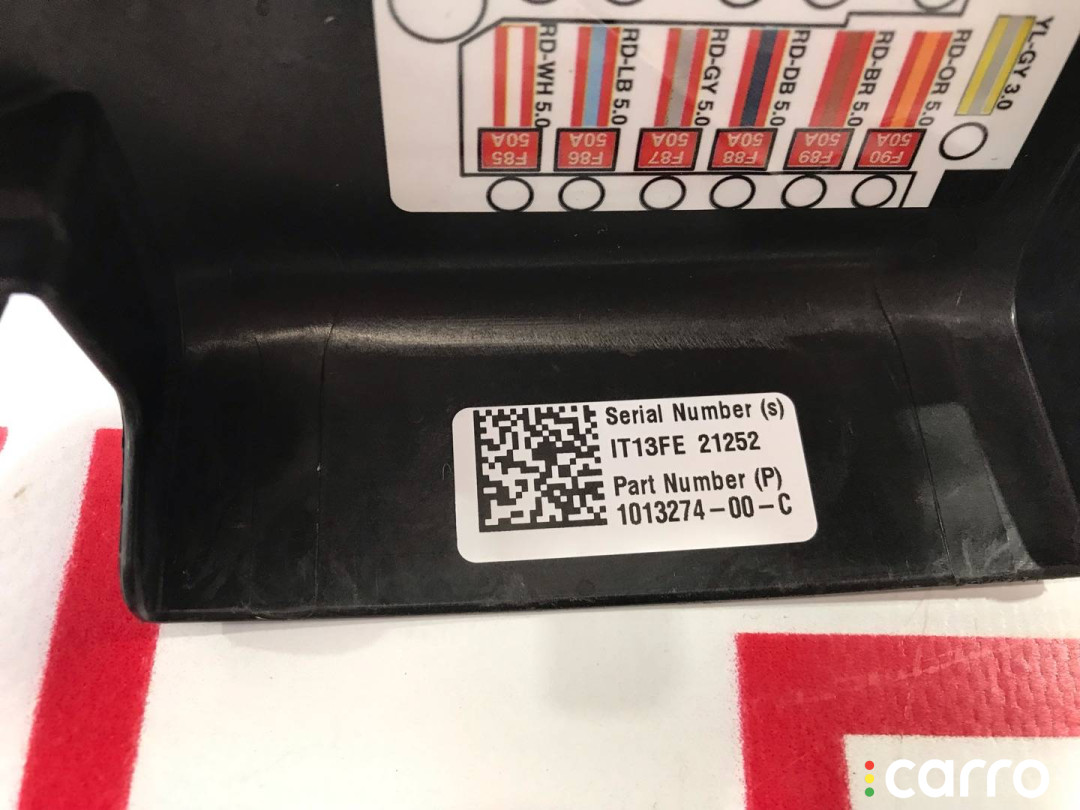 RD-WH 5.0
RD-LB 5.0
RD-GY 5.0
RD-DB 5.0
RD-BR 5.0
RD-OR 5.0
YL-GY 3.0
F85 50A
F86 50A
F87 50A
F88 50A
F89 50A
F90 50A
Serial Number (s)
IT13FE 21252
Part Number (P)
1013274-00-C
carro